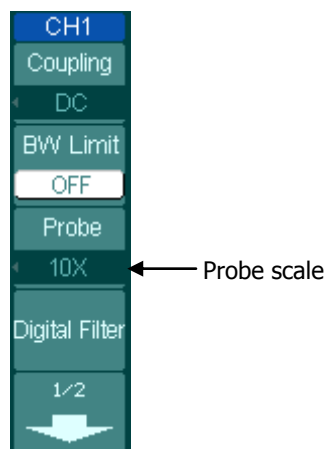 CH1
Coupling
DC
BW Limit
OFF
Probe
10X
Probe scale
Digital Filter
1/2